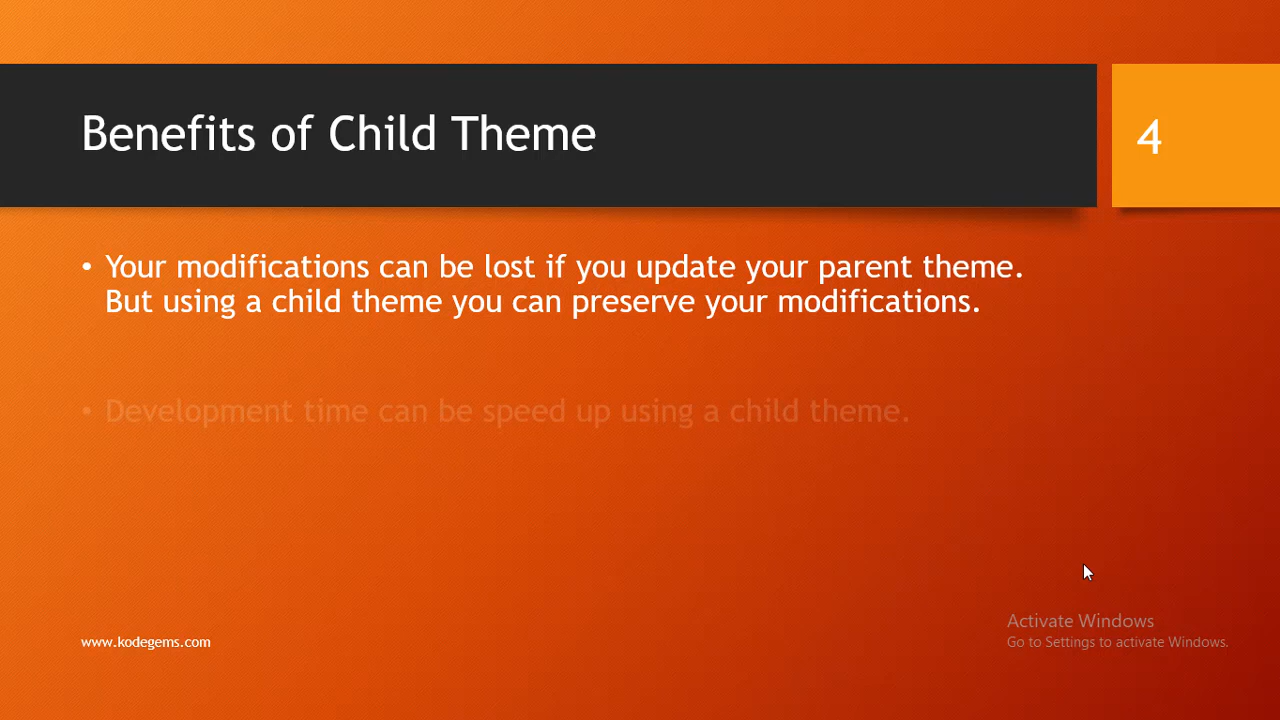 Benefits of Child Theme
4
• Your modifications can be lost if you update your parent theme.
But using a child theme you can preserve your modifications.
• Development time can be speed up using a child theme.
Activate Windows
Go to Settings to activate Windows.
www.kodegems.com